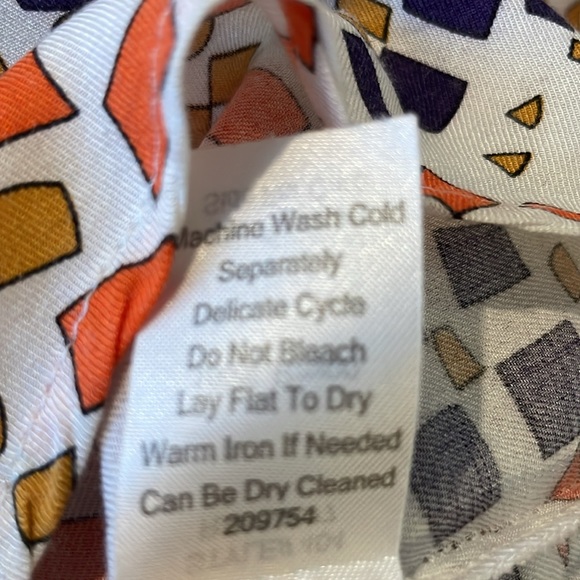 Machine Wash Cold
Separately
Delicate Cycle
Do Not Bleach
Lay Flat To Dry
Warm Iron If Needed
Can Be Dry Cleaned
209754